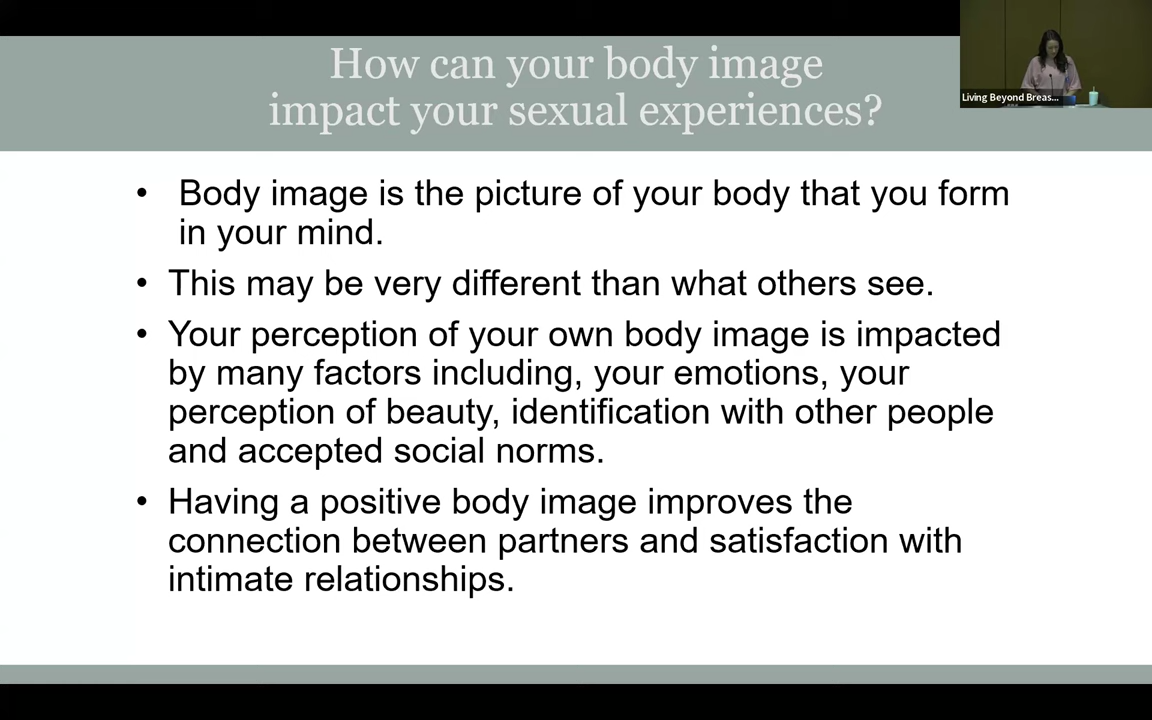 How can your body image
impact your sexual experiences?
Living Beyond Breas...
• Body image is the picture of your body that you form
in your mind.
• This may be very different than what others see.
• Your perception of your own body image is impacted
by many factors including, your emotions, your
perception of beauty, identification with other people
and accepted social norms.
• Having a positive body image improves the
connection between partners and satisfaction with
intimate relationships.